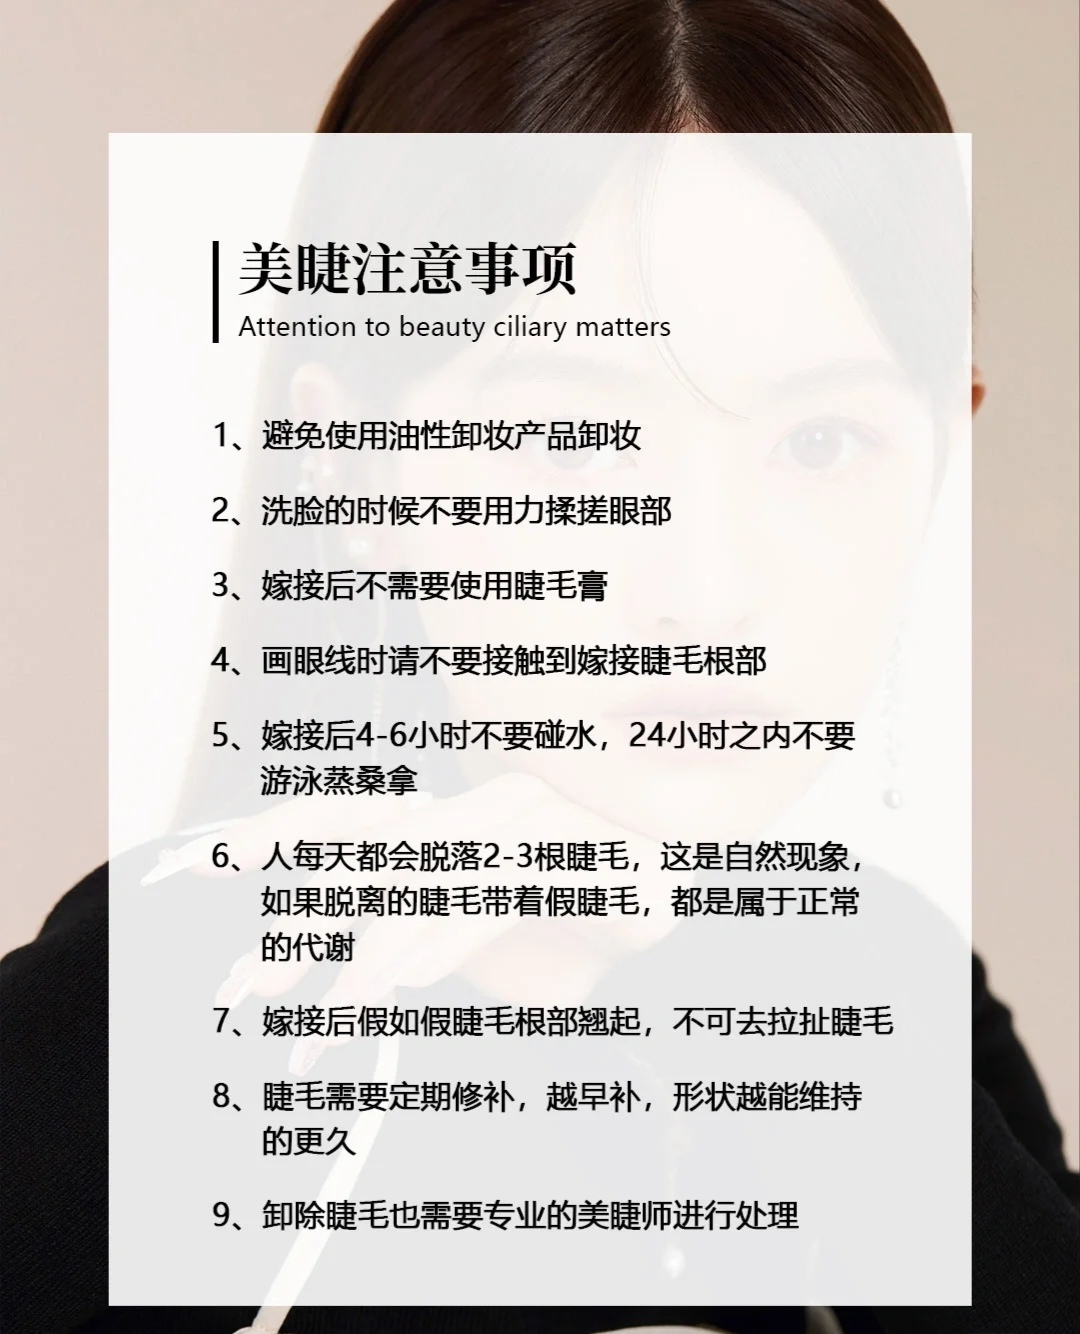 美睫注意事项
Attention to beauty ciliary matters
1、避免使用油性卸妆产品卸妆
2、洗脸的时候不要用力揉搓眼部
3、嫁接后不需要使用睫毛膏
4、画眼线时请不要接触到嫁接睫毛根部
5、嫁接后4-6小时不要碰水，24小时之内不要
游泳蒸桑拿
6、人每天都会脱落2-3根睫毛，这是自然现象，
如果脱离的睫毛带着假睫毛，都是属于正常
的代谢
7、嫁接后假如假睫毛根部翘起，不可去拉扯睫毛
8、睫毛需要定期修补，越早补，形状越能维持
的更久
9、卸除睫毛也需要专业的美睫师进行处理